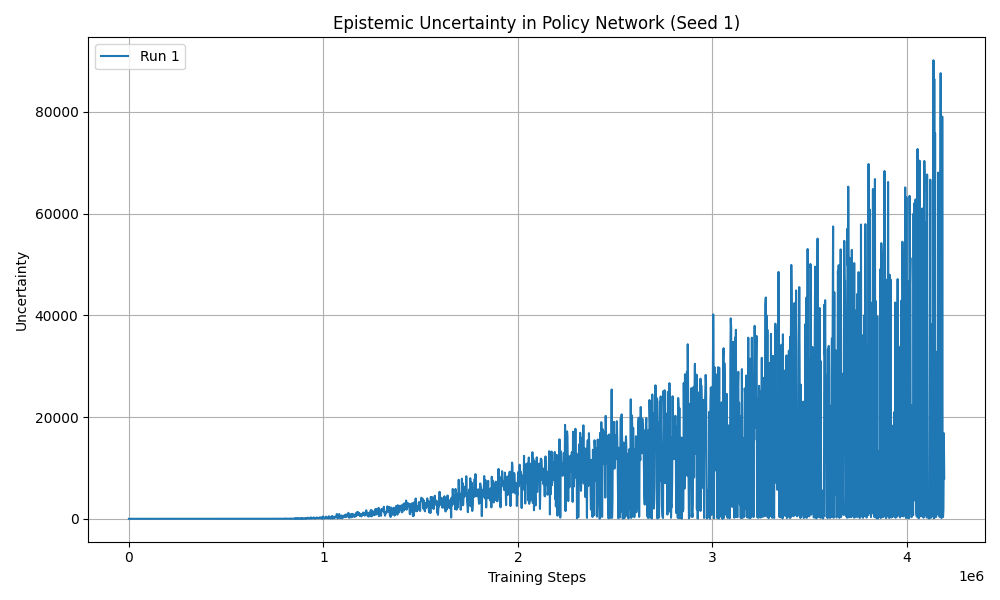 Epistemic Uncertainty in Policy Network (Seed 1)
Run 1
Uncertainty
80000
60000
40000
20000
0
0 1 2 3 4
1e6
Training Steps